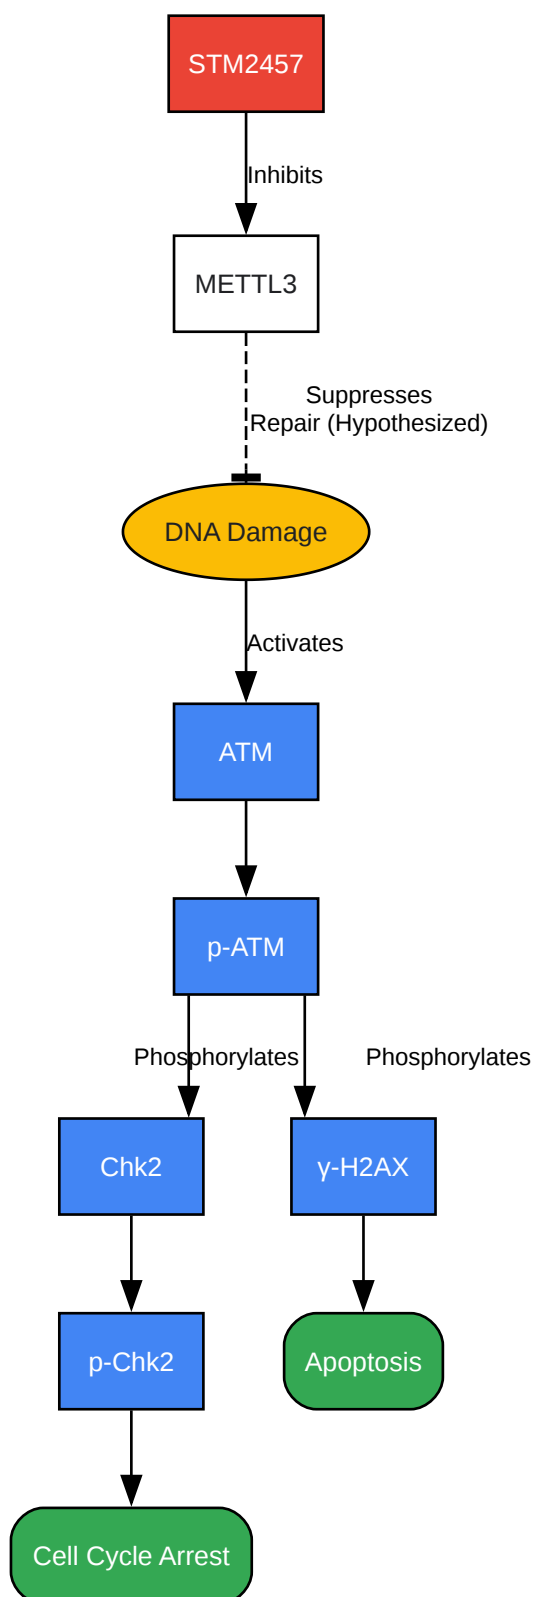 STM2457
Inhibits
METTL3
Suppresses
Repair (Hypothesized)
DNA Damage
Activates
ATM
p-ATM
Phosphorylates
Phosphorylates
Chk2
γ-H2AX
p-Chk2
Apoptosis
Cell Cycle Arrest